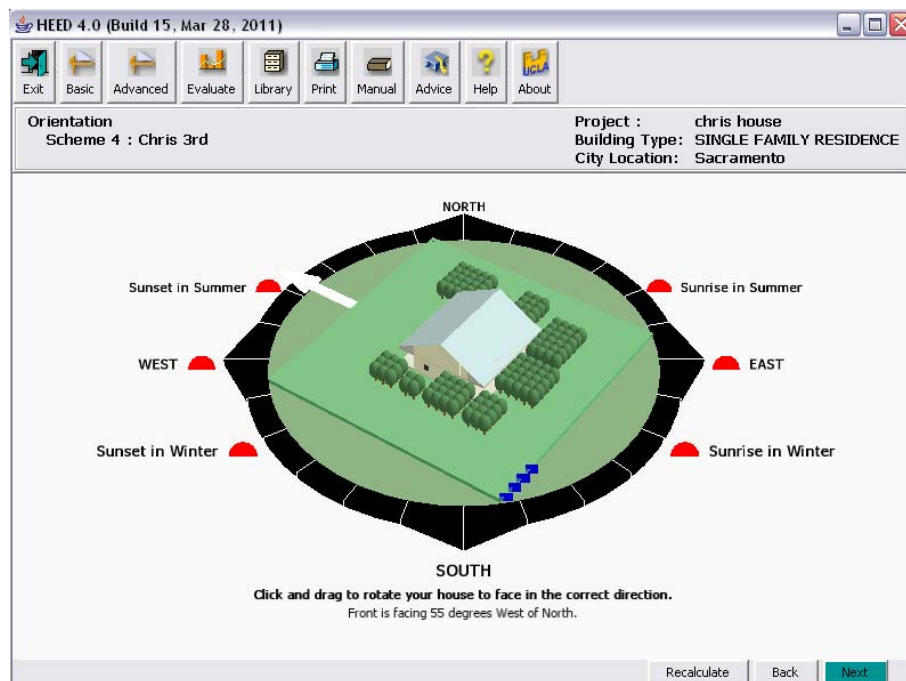 HEED 4.0 (Build 15, Mar 28, 2011)
Exit Basic Advanced Evaluate Library Print Manual Advice Help About
UCLA
Orientation
Scheme 4 : Chris 3rd
Project : chris house
Building Type: SINGLE FAMILY RESIDENCE
City Location: Sacramento
NORTH
Sunset in Summer Sunrise in Summer
WEST EAST
Sunset in Winter Sunrise in Winter
SOUTH
Click and drag to rotate your house to face in the correct direction.
Front is facing 55 degrees West of North.
Recalculate Back Next